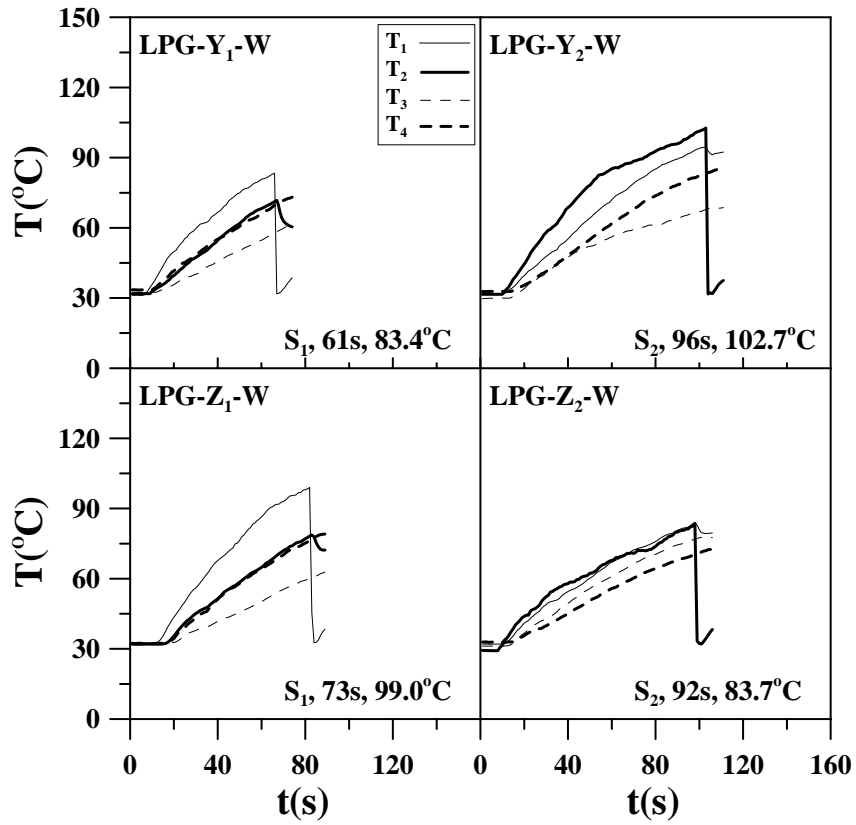 150
120
90
60
30
0
T(°C)
LPG-Y₁-W
T₁
T₂
T₃
T₄
S₁, 61s, 83.4°C
LPG-Y₂-W
S₂, 96s, 102.7°C
120
90
60
30
0
T(°C)
LPG-Z₁-W
S₁, 73s, 99.0°C
LPG-Z₂-W
S₂, 92s, 83.7°C
0 40 80 120
0 40 80 120 160
t(s) t(s)